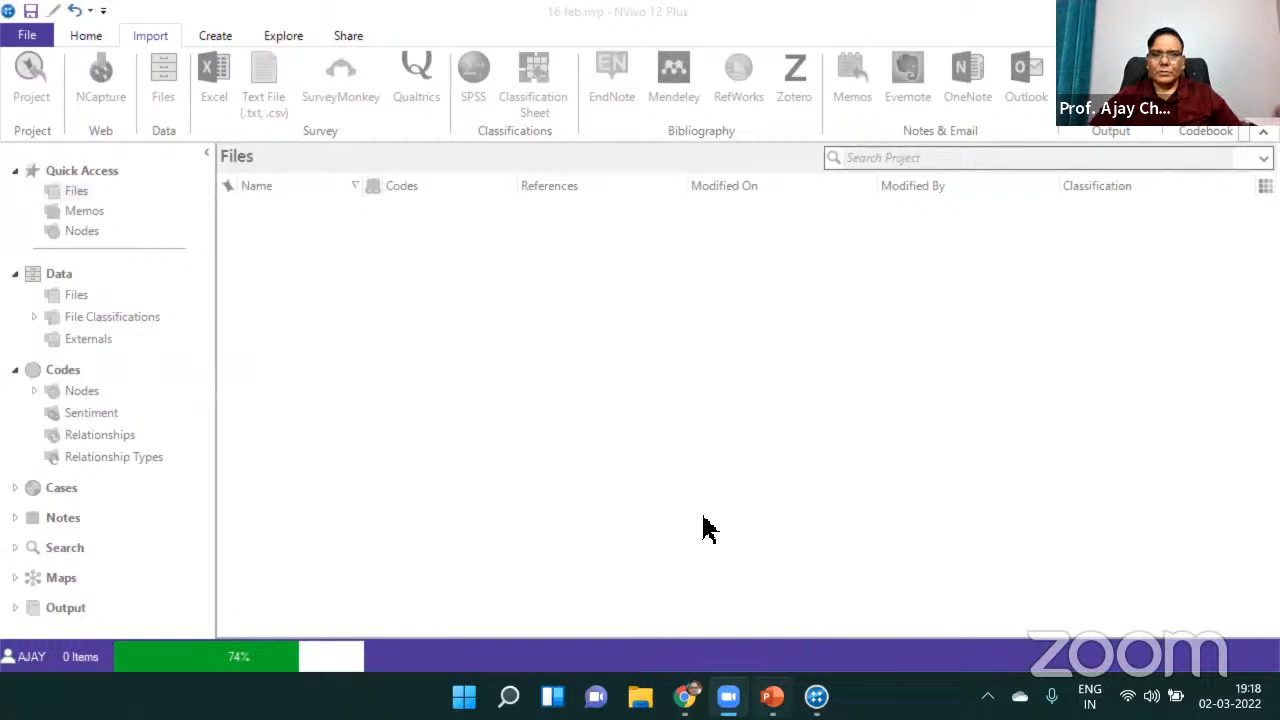 16 feb.nvp - NVivo 12 Plus
File Home Import Create Explore Share
Project NCapture Files Excel Text File (.txt, .csv) SurveyMonkey Qualtrics SPSS Classification Sheet EndNote Mendeley RefWorks Zotero Memos Evernote OneNote Outlook
Project Web Data Survey Classifications Bibliography Notes & Email Output Codebook
Prof. Ajay Ch...
Quick Access
Files
Memos
Nodes
Data
Files
File Classifications
Externals
Codes
Nodes
Sentiment
Relationships
Relationship Types
Cases
Notes
Search
Maps
Output
Files
Search Project
Name Codes References Modified On Modified By Classification
AJAY 0 Items 74%
zoom
ENG
IN
19:18
02-03-2022